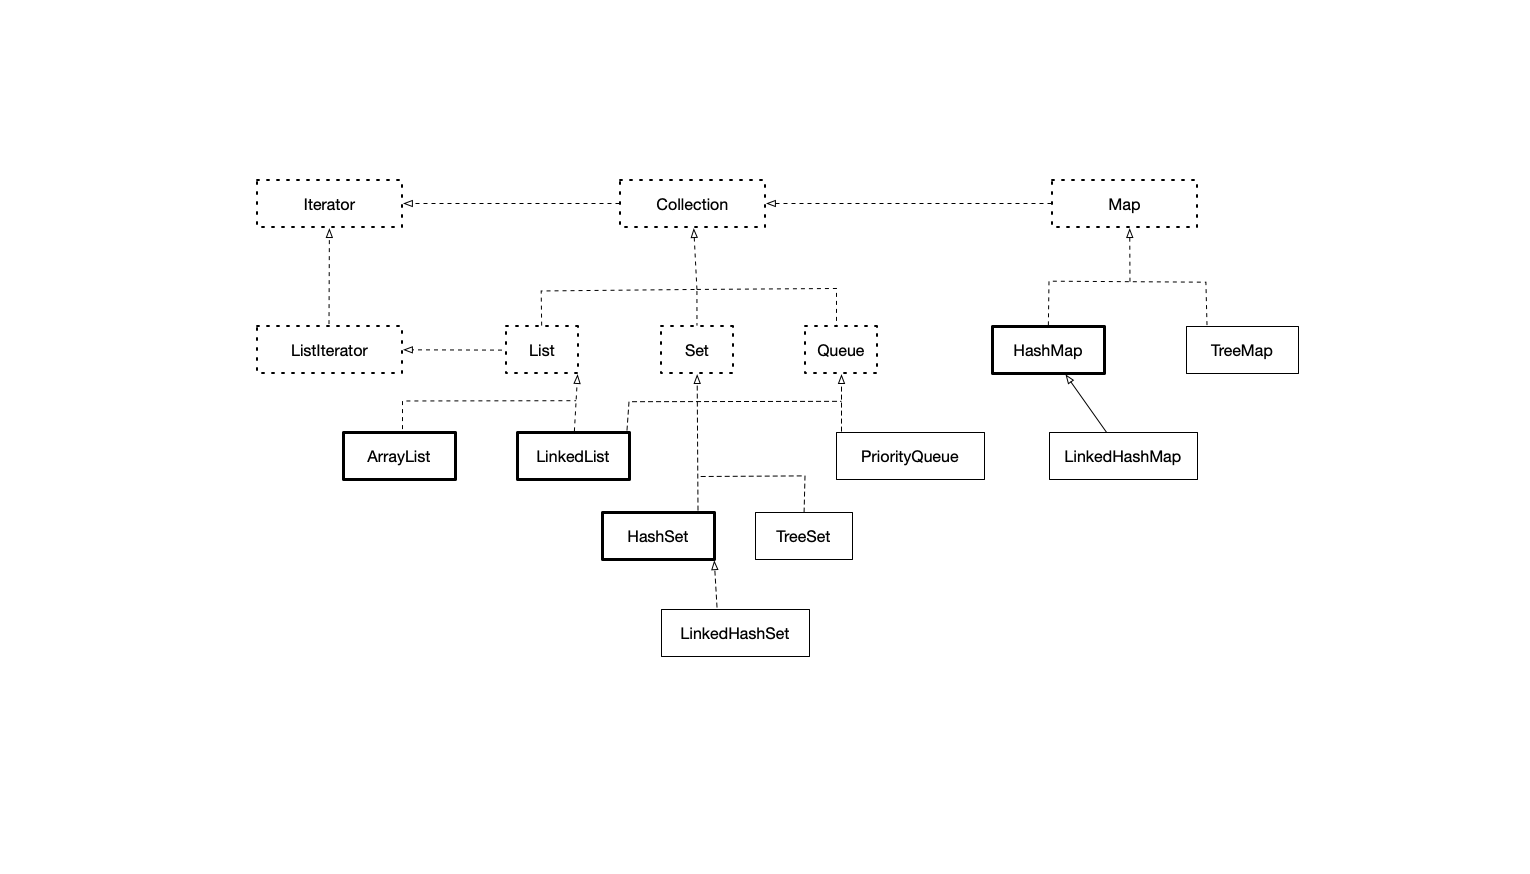 Iterator
Collection
Map
ListIterator
List
Set
Queue
HashMap
TreeMap
ArrayList
LinkedList
PriorityQueue
LinkedHashMap
HashSet
TreeSet
LinkedHashSet